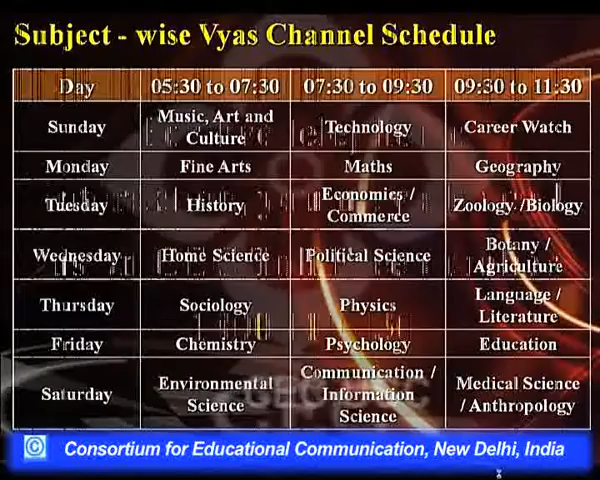 Subject - wise Vyas Channel Schedule
Day 05:30 to 07:30 07:30 to 09:30 09:30 to 11:30
Sunday Music, Art and Culture Technology Career Watch
Monday Fine Arts Maths Geography
Tuesday History Economics / Commerce Zoology /Biology
Wednesday Home Science Political Science Botany / Agriculture
Thursday Sociology Physics Language / Literature
Friday Chemistry Psychology Education
Saturday Environmental Science Communication / Information Science Medical Science / Anthropology
© Consortium for Educational Communication, New Delhi, India